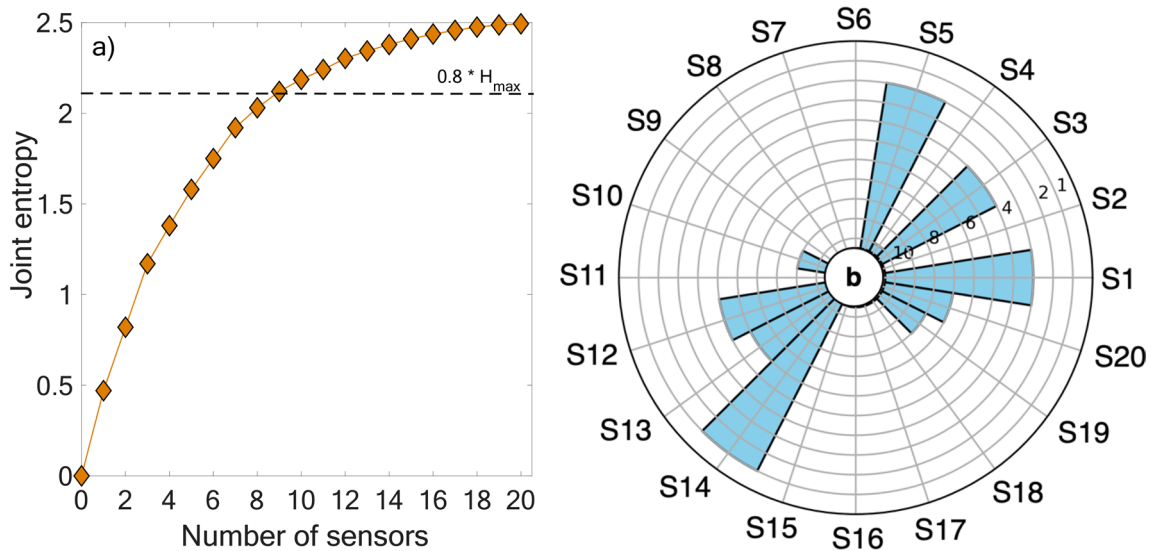 a)
0.8 * Hmax
Joint entropy
2.5
2
1.5
1
0.5
0
0 2 4 6 8 10 12 14 16 18 20
Number of sensors
S6
S5
S4
S3
S2
S1
S20
S19
S18
S17
S16
S15
S14
S13
S12
S11
S10
S9
S8
S7
1
2
4
6
8
10
b